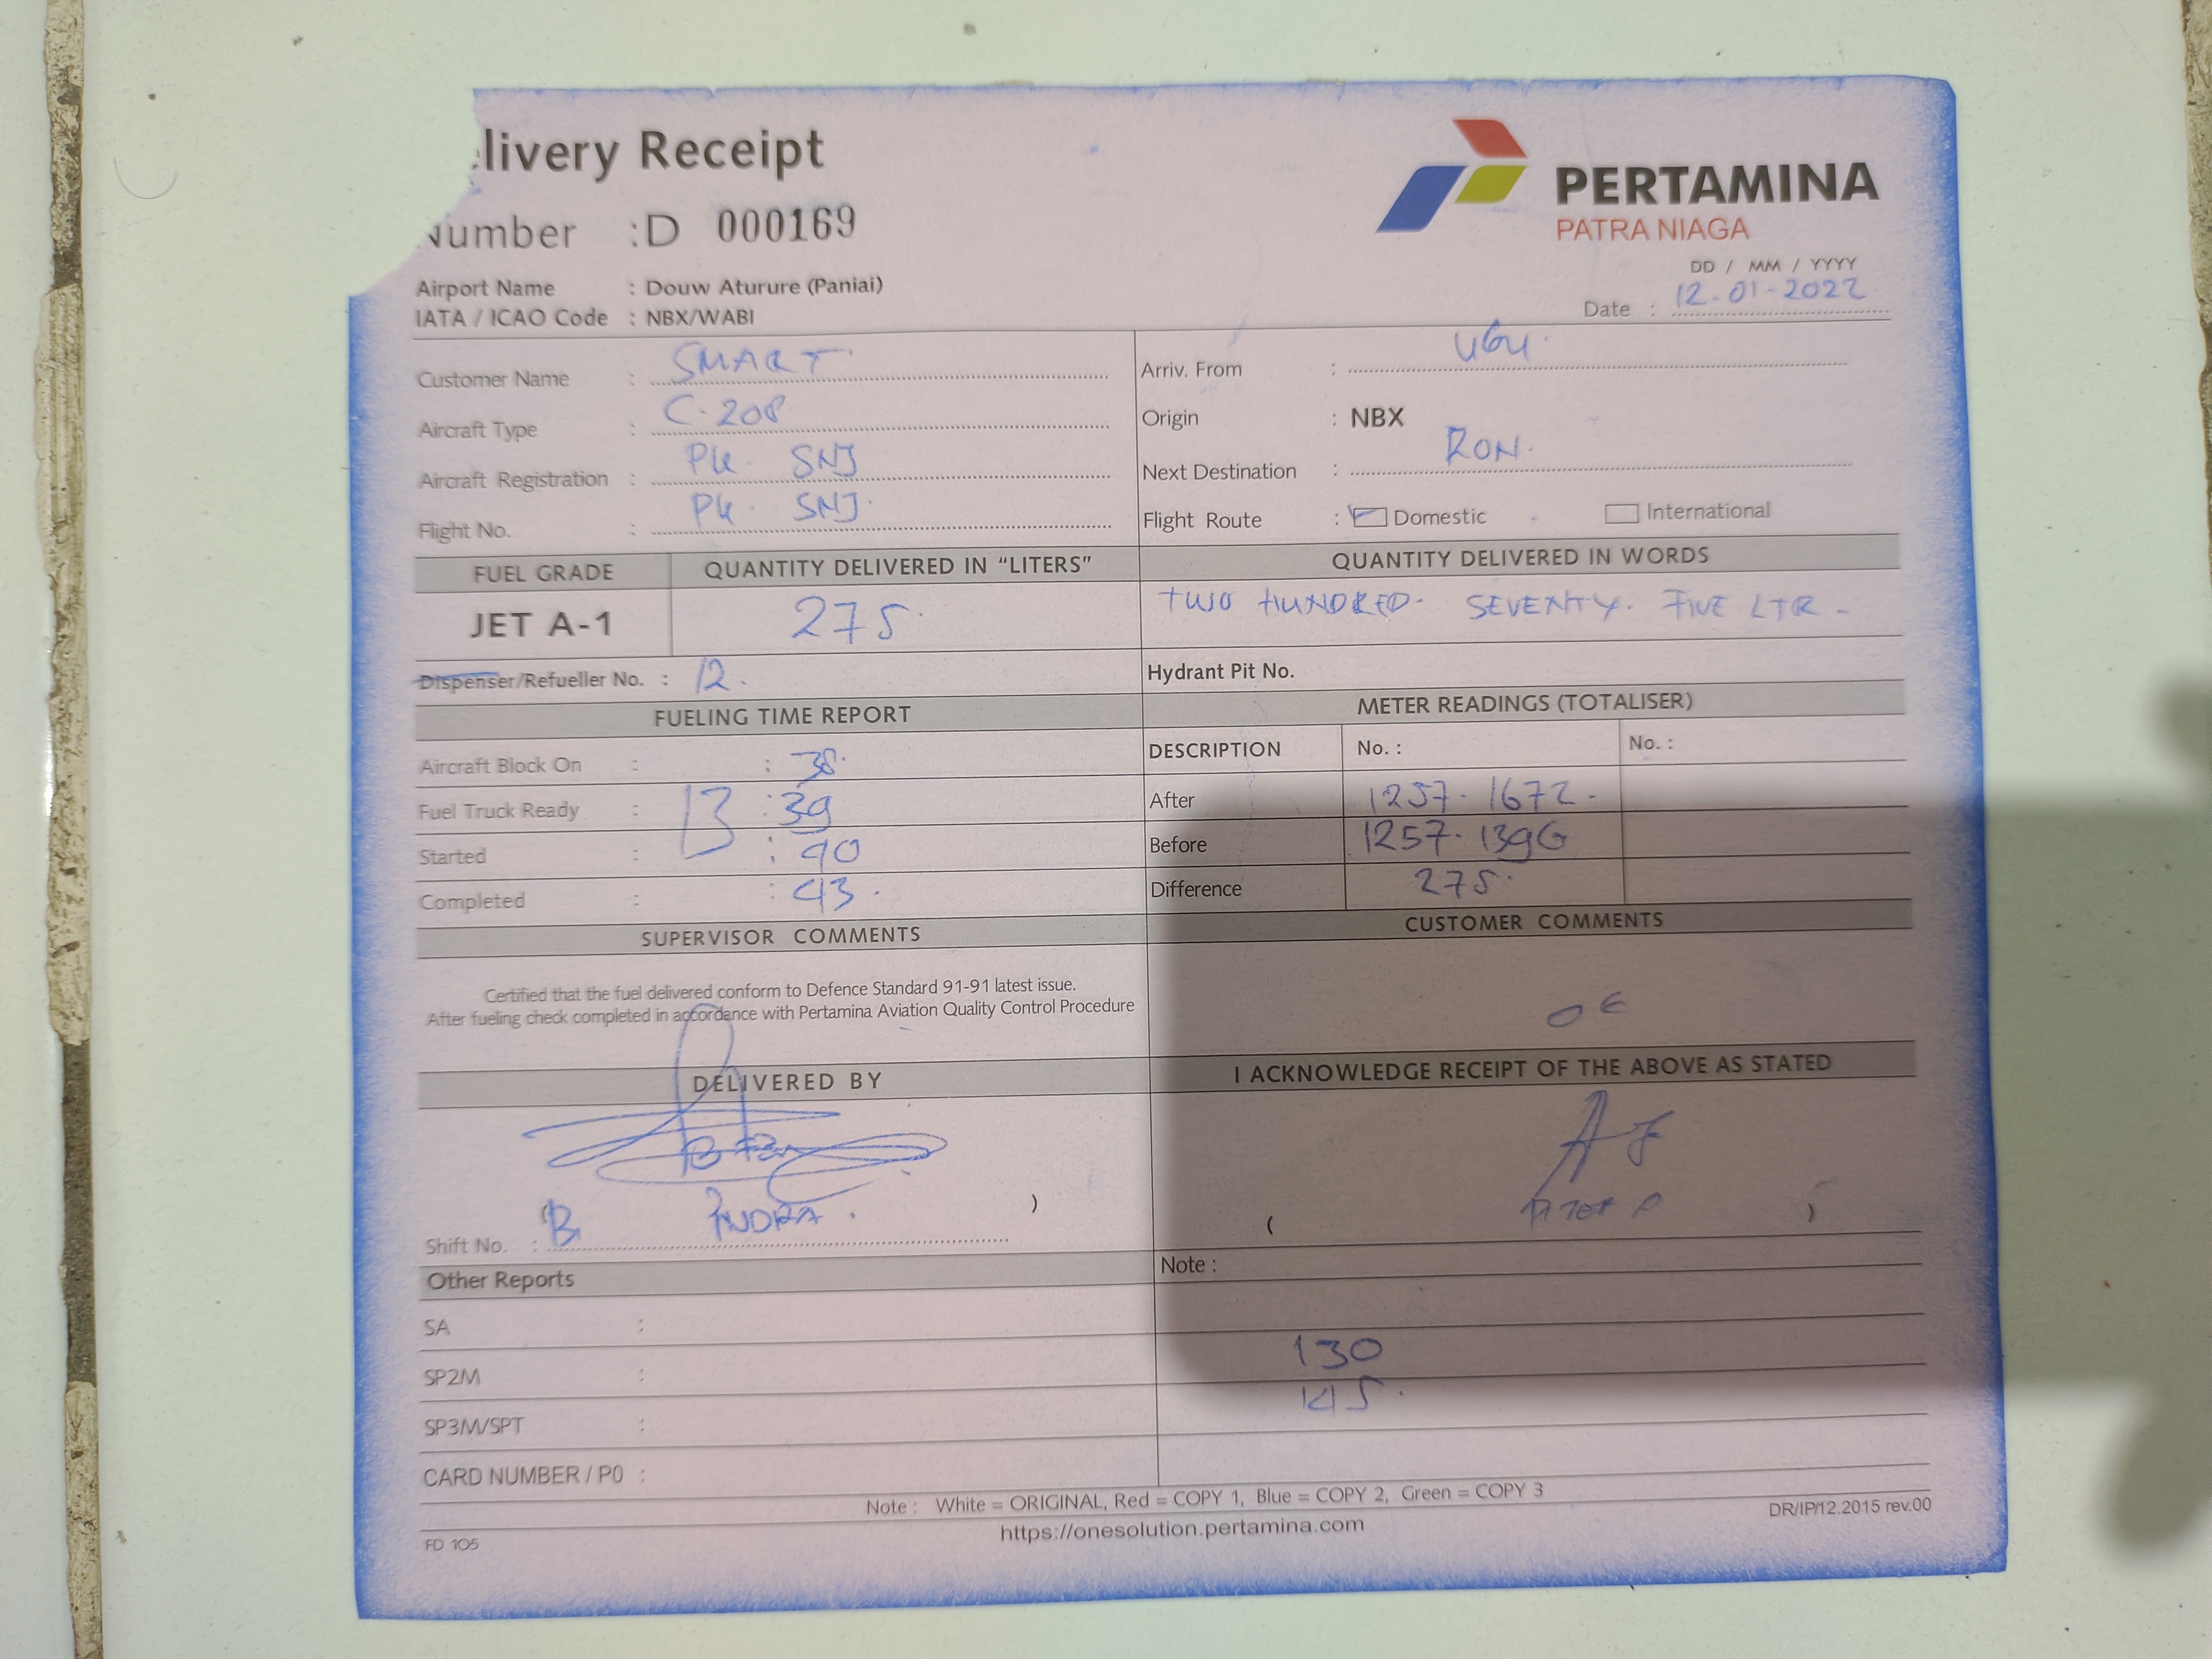 livery Receipt
Number :D 000169
PERTAMINA
PATRA NIAGA
Airport Name : Douw Aturure (Paniai)
IATA / ICAO Code : NBX/WABI
DD / MM / YYYY
Date : 12-01-2022
Customer Name : SMART
Aircraft Type : C-208
Aircraft Registration : PK. SNJ
Flight No. : PK. SNJ.
Arriv. From :
Origin : NBX
Next Destination : RON.
Flight Route : Domestic International
FUEL GRADE QUANTITY DELIVERED IN “LITERS” QUANTITY DELIVERED IN WORDS
JET A-1 275. TWO HUNDRED. SEVENTY. FIVE LTR -
Dispenser/Refueller No. : 12. Hydrant Pit No.
FUELING TIME REPORT
Aircraft Block On : : 38.
Fuel Truck Ready : 13 : 39
Started : : 40
Completed : : 43.
METER READINGS (TOTALISER)
DESCRIPTION No. : No. :
After 1257. 1672.
Before 1257. 1396
Difference 275.
SUPERVISOR COMMENTS
Certified that the fuel delivered conform to Defence Standard 91-91 latest issue.
After fueling check completed in accordance with Pertamina Aviation Quality Control Procedure
CUSTOMER COMMENTS
DELIVERED BY
Shift No. : B INDRA. )
I ACKNOWLEDGE RECEIPT OF THE ABOVE AS STATED
( )
Other Reports
SA :
SP2M :
SP3M/SPT :
CARD NUMBER / P0 :
Note :
130
145.
Note : White = ORIGINAL, Red = COPY 1, Blue = COPY 2, Green = COPY 3
https://onesolution.pertamina.com
FD 105
DR/IP/12.2015 rev.00